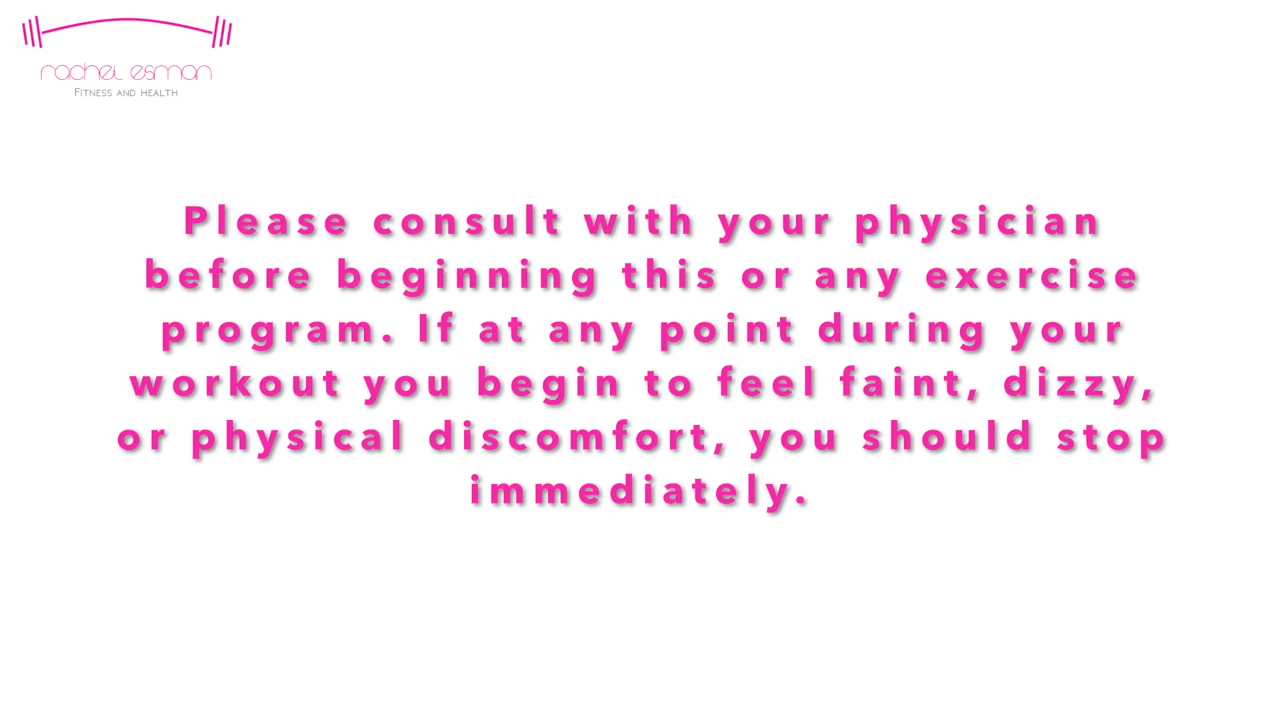 rachel esman
Fitness and health
Please consult with your physician
before beginning this or any exercise
program. If at any point during your
workout you begin to feel faint, dizzy,
or physical discomfort, you should stop
immediately.